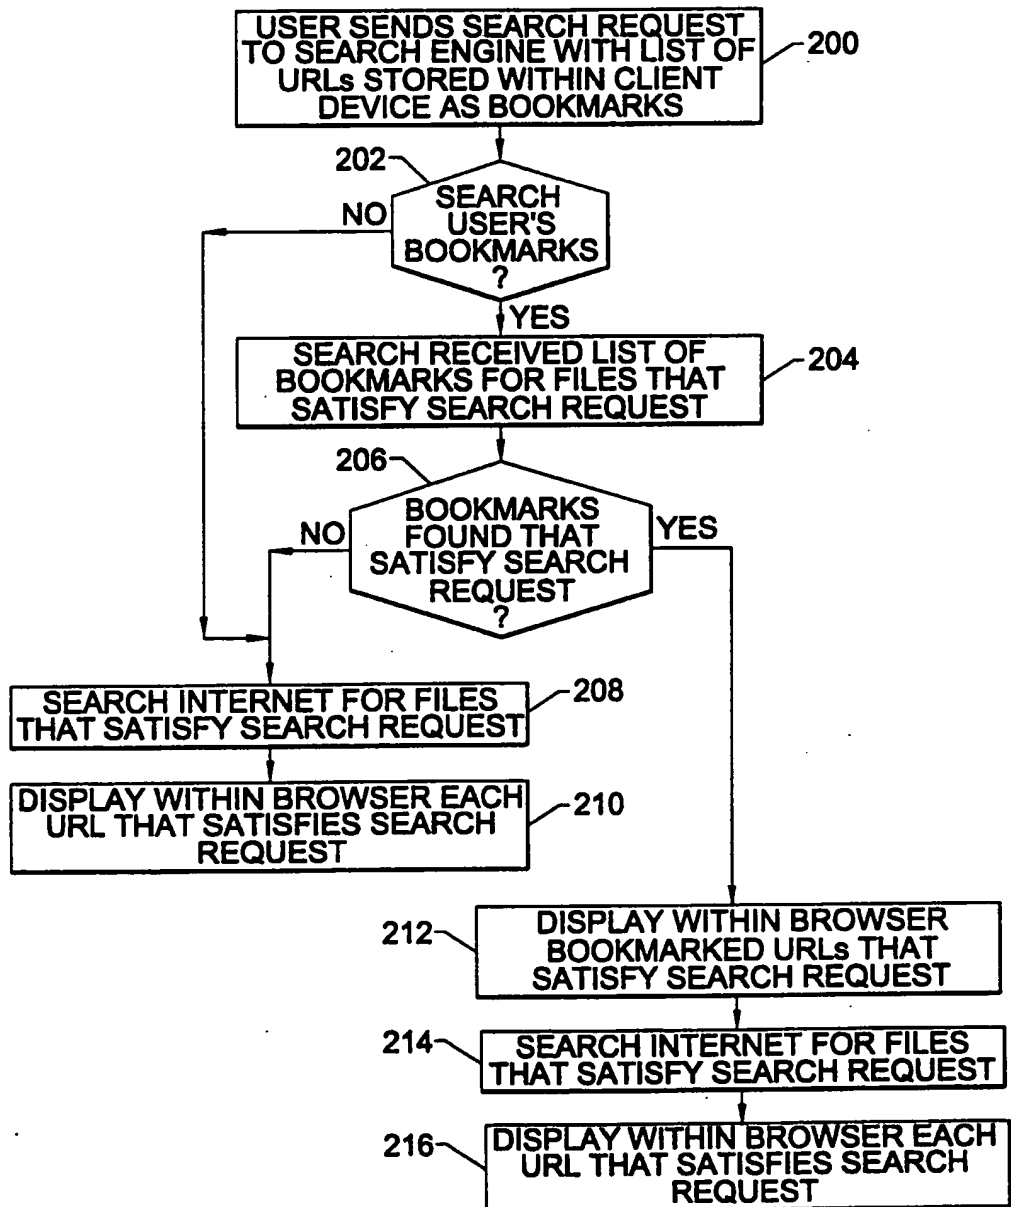 USER SENDS SEARCH REQUEST
TO SEARCH ENGINE WITH LIST OF
URLs STORED WITHIN CLIENT
DEVICE AS BOOKMARKS
200
202
SEARCH
USER'S
BOOKMARKS
?
NO
YES
SEARCH RECEIVED LIST OF
BOOKMARKS FOR FILES THAT
SATISFY SEARCH REQUEST
204
206
BOOKMARKS
FOUND THAT
SATISFY SEARCH
REQUEST
?
NO
YES
SEARCH INTERNET FOR FILES
THAT SATISFY SEARCH REQUEST
208
DISPLAY WITHIN BROWSER EACH
URL THAT SATISFIES SEARCH
REQUEST
210
212
DISPLAY WITHIN BROWSER
BOOKMARKED URLs THAT
SATISFY SEARCH REQUEST
214
SEARCH INTERNET FOR FILES
THAT SATISFY SEARCH REQUEST
216
DISPLAY WITHIN BROWSER EACH
URL THAT SATISFIES SEARCH
REQUEST